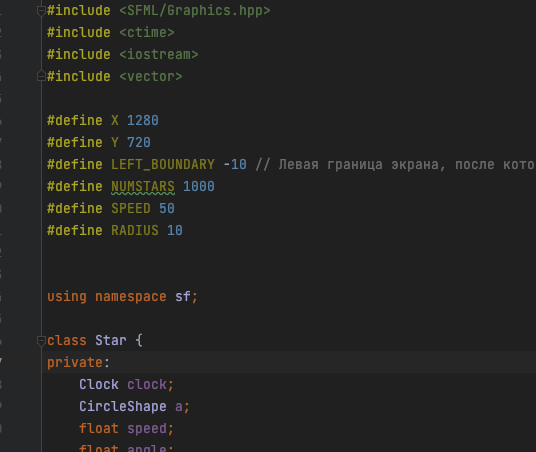 #include <SFML/Graphics.hpp>
#include <ctime>
#include <iostream>
#include <vector>
#define X 1280
#define Y 720
#define LEFT_BOUNDARY -10 // Левая граница экрана, после
#define NUMSTARS 1000
#define SPEED 50
#define RADIUS 10
using namespace sf;
class Star {
private:
Clock clock;
CircleShape a;
float speed;
float angle;